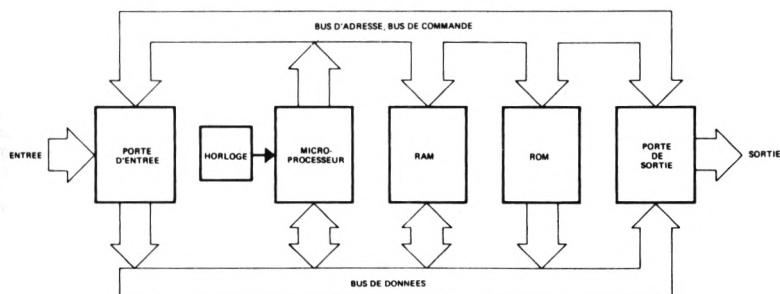 BUS D'ADRESSE, BUS DE COMMANDE
ENTREE
PORTE
D'ENTREE
HORLOGE
MICRO-
PROCESSEUR
RAM
ROM
PORTE
DE
SORTIE
SORTIE
BUS DE DONNEES